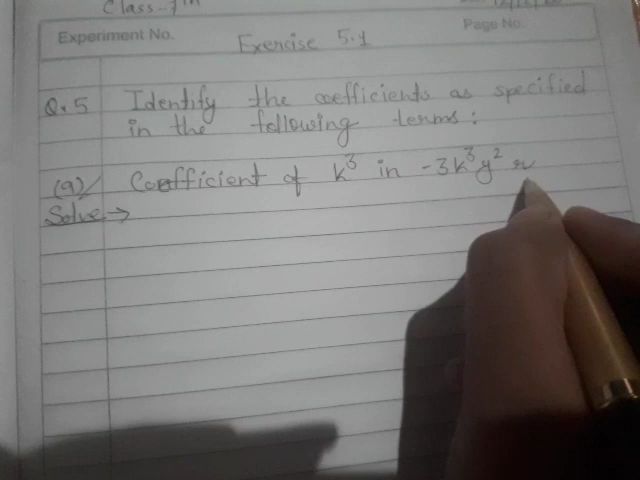 Class-7th
Experiment No.
Page No.
Exercise 5.1
Q.5 Identify the coefficients as specified
in the following terms:
(a)/ Coefficient of k³ in -3k³y²
Solve→